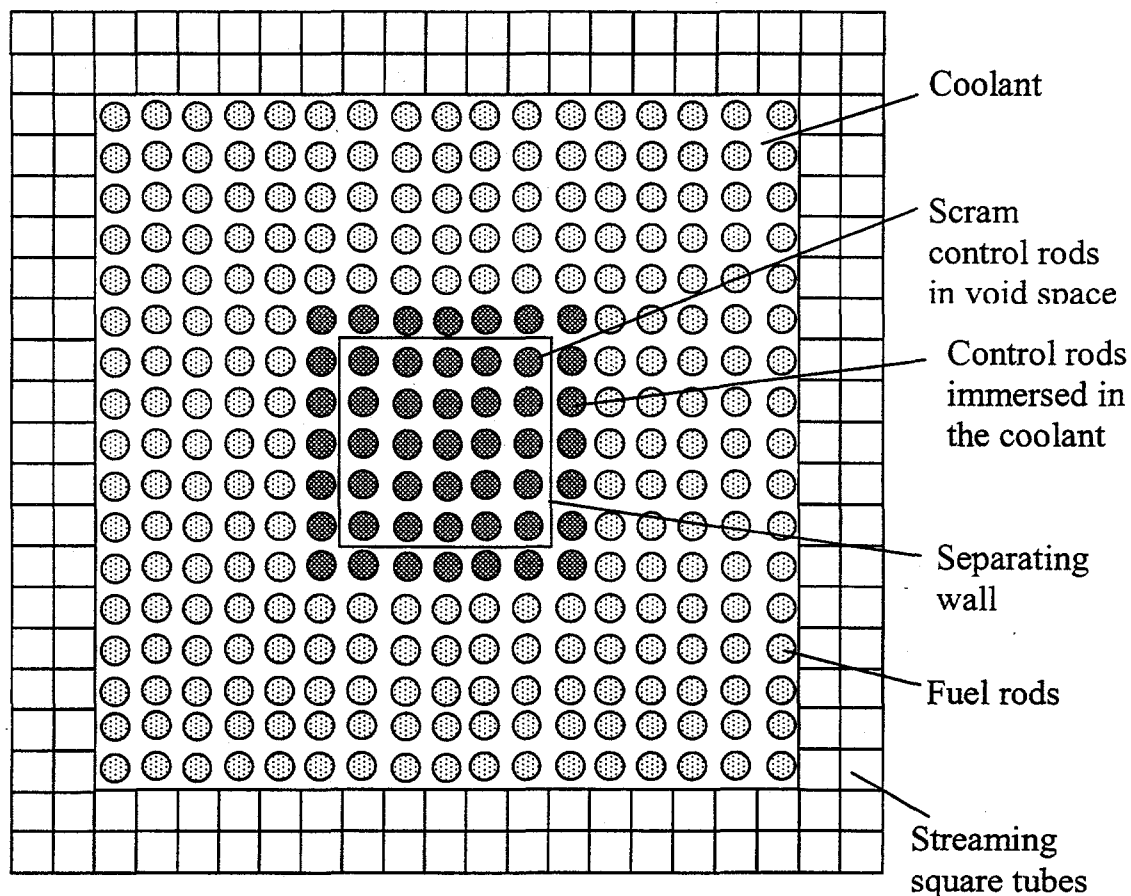 Coolant
Scram
control rods
in void space
Control rods
immersed in
the coolant
Separating
wall
Fuel rods
Streaming
square tubes